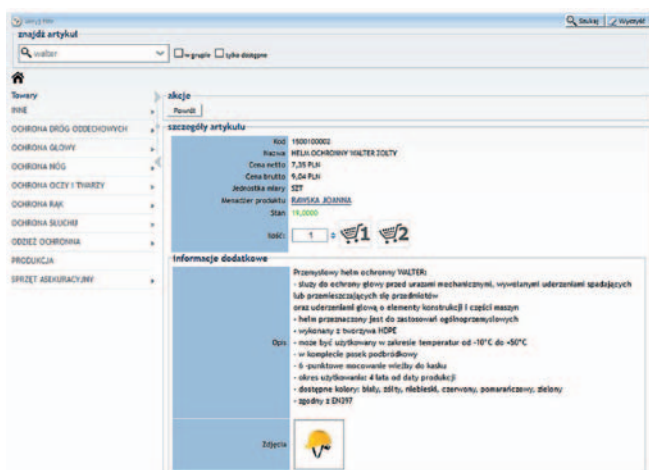 ukryj filtr
Szukaj
Wyczyść
znajdź artykuł
walter
w grupie
tylko dostępne
Towary
INNE
OCHRONA DRÓG ODDECHOWYCH
OCHRONA GŁOWY
OCHRONA NÓG
OCHRONA OCZY I TWARZY
OCHRONA RĄK
OCHRONA SŁUCHU
ODZIEŻ OCHRONNA
PRODUKCJA
SPRZĘT ASEKURACYJNY
akcje
Powrót
szczegóły artykułu
Kod 1500100002
Nazwa HEŁM OCHRONNY WALTER ŻÓŁTY
Cena netto 7,35 PLN
Cena brutto 9,04 PLN
Jednostka miary SZT
Menedżer produktu RAWSKA JOANNA
Stan 19,0000
Ilość: 1 1 2
informacje dodatkowe
Przemysłowy hełm ochronny WALTER:
- służy do ochrony głowy przed urazami mechanicznymi, wywołanymi uderzeniami spadających
lub przemieszczających się przedmiotów
oraz uderzeniami głową o elementy konstrukcji i części maszyn
- hełm przeznaczony jest do zastosowań ogólnoprzemysłowych
- wykonany z tworzywa HDPE
Opis - może być użytkowany w zakresie temperatur od -10°C do +50°C
- w komplecie pasek podbródkowy
- 6 -punktowe mocowanie więźby do kasku
- okres użytkowania: 4 lata od daty produkcji
- dostępne kolory: biały, żółty, niebieski, czerwony, pomarańczowy, zielony
- zgodny z EN397
Zdjęcia